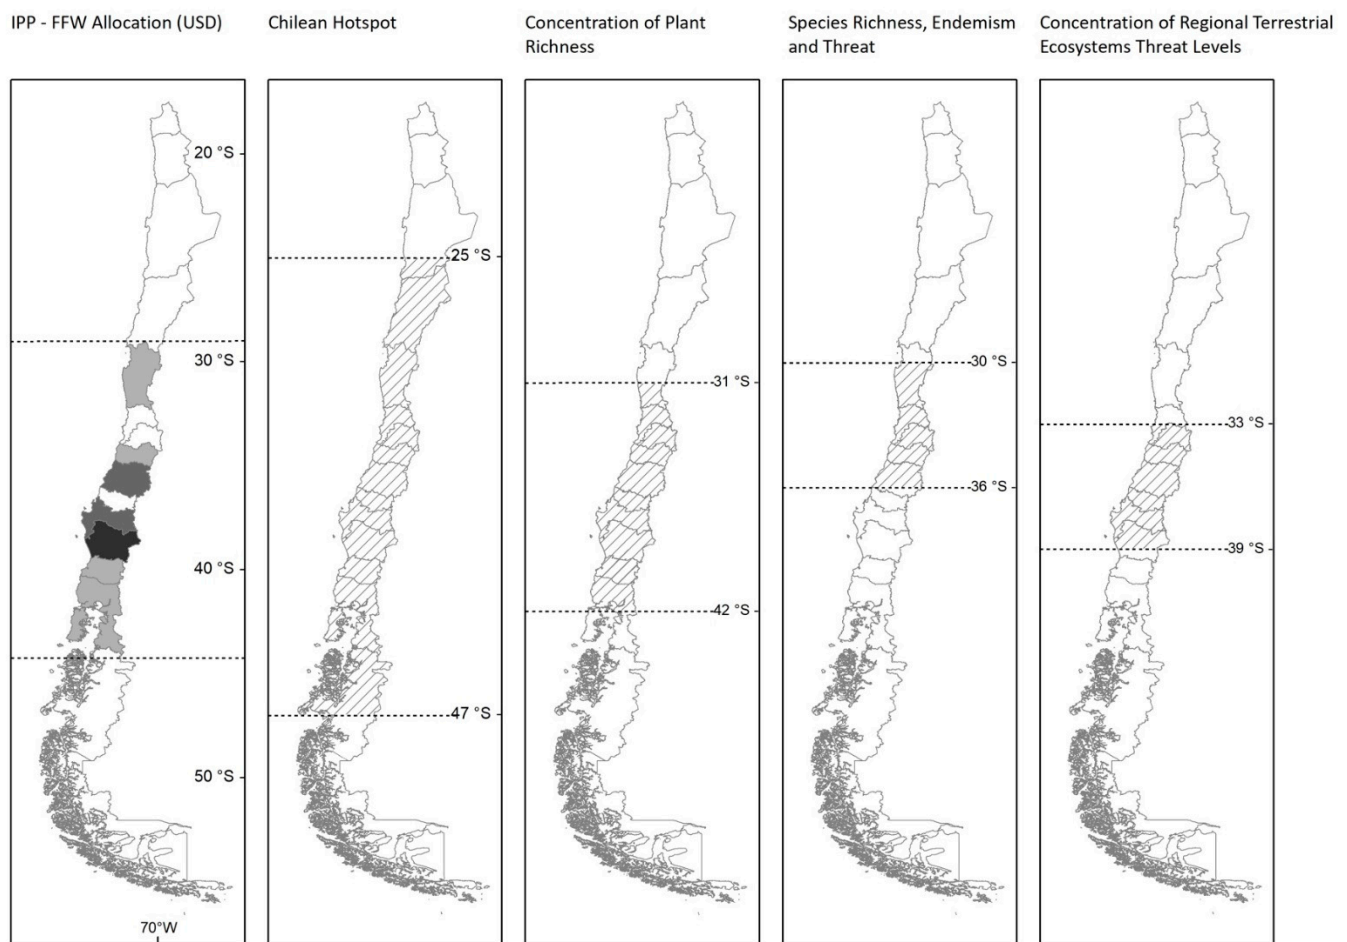 IPP - FFW Allocation (USD)
Chilean Hotspot
Concentration of Plant
Richness
Species Richness, Endemism
and Threat
Concentration of Regional Terrestrial
Ecosystems Threat Levels
20 °S
30 °S
40 °S
50 °S
70°W
25 °S
47 °S
31 °S
42 °S
30 °S
36 °S
33 °S
39 °S